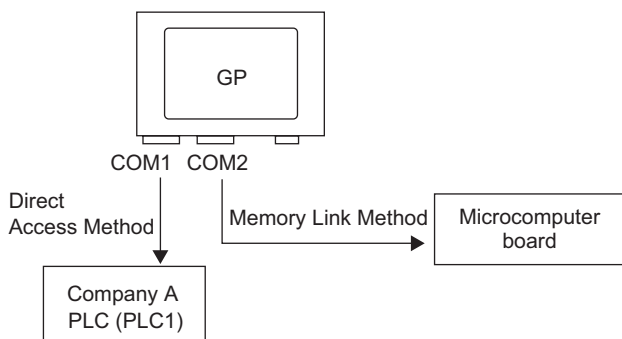 GP
COM1 COM2
Direct
Access Method
Memory Link Method
Microcomputer
board
Company A
PLC (PLC1)